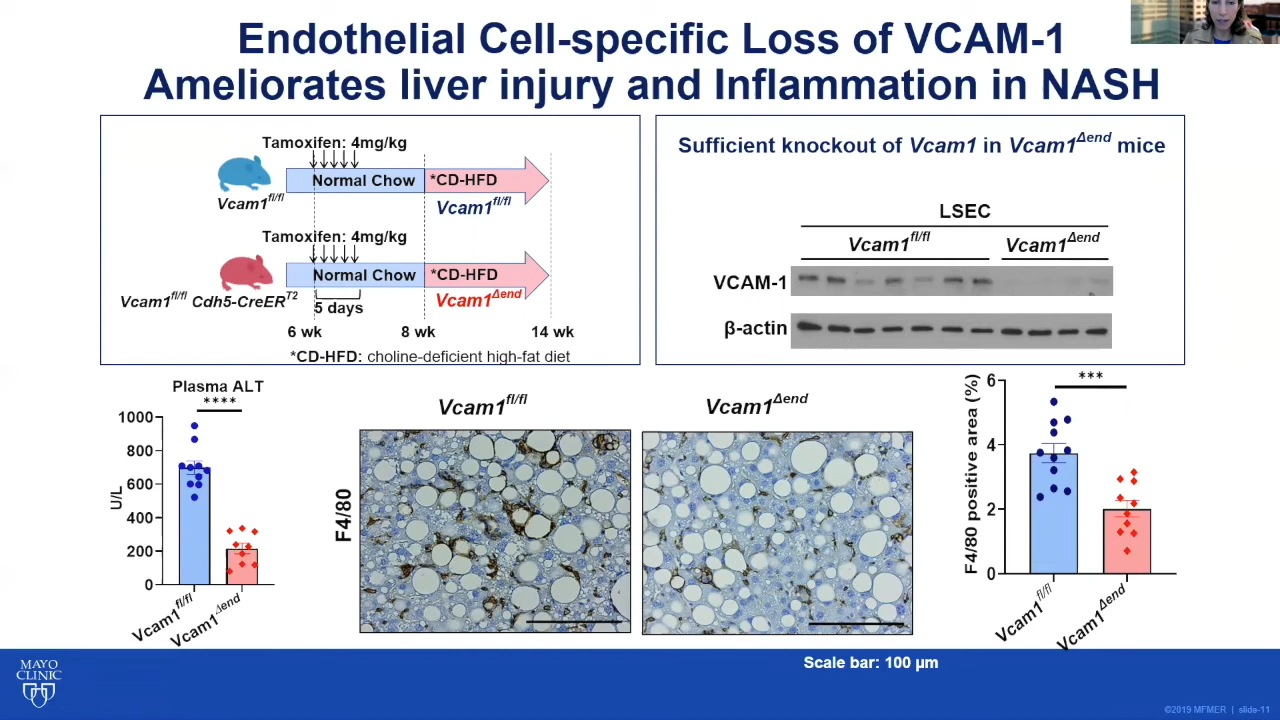 Endothelial Cell-specific Loss of VCAM-1
Ameliorates liver injury and Inflammation in NASH
Tamoxifen: 4mg/kg
Normal Chow
*CD-HFD
Vcam1fl/fl
Vcam1fl/fl
Tamoxifen: 4mg/kg
Normal Chow
*CD-HFD
Vcam1fl/fl Cdh5-CreERT2
Vcam1Δend
5 days
6 wk
8 wk
14 wk
*CD-HFD: choline-deficient high-fat diet
Sufficient knockout of Vcam1 in Vcam1Δend mice
LSEC
Vcam1fl/fl
Vcam1Δend
VCAM-1
β-actin
Plasma ALT
****
1000
800
600
400
200
0
U/L
Vcam1fl/fl
Vcam1Δend
Vcam1fl/fl
Vcam1Δend
F4/80
***
6
4
2
0
F4/80 positive area (%)
Vcam1fl/fl
Vcam1Δend
Scale bar: 100 µm
MAYO
CLINIC
©2019 MFMER | slide-11